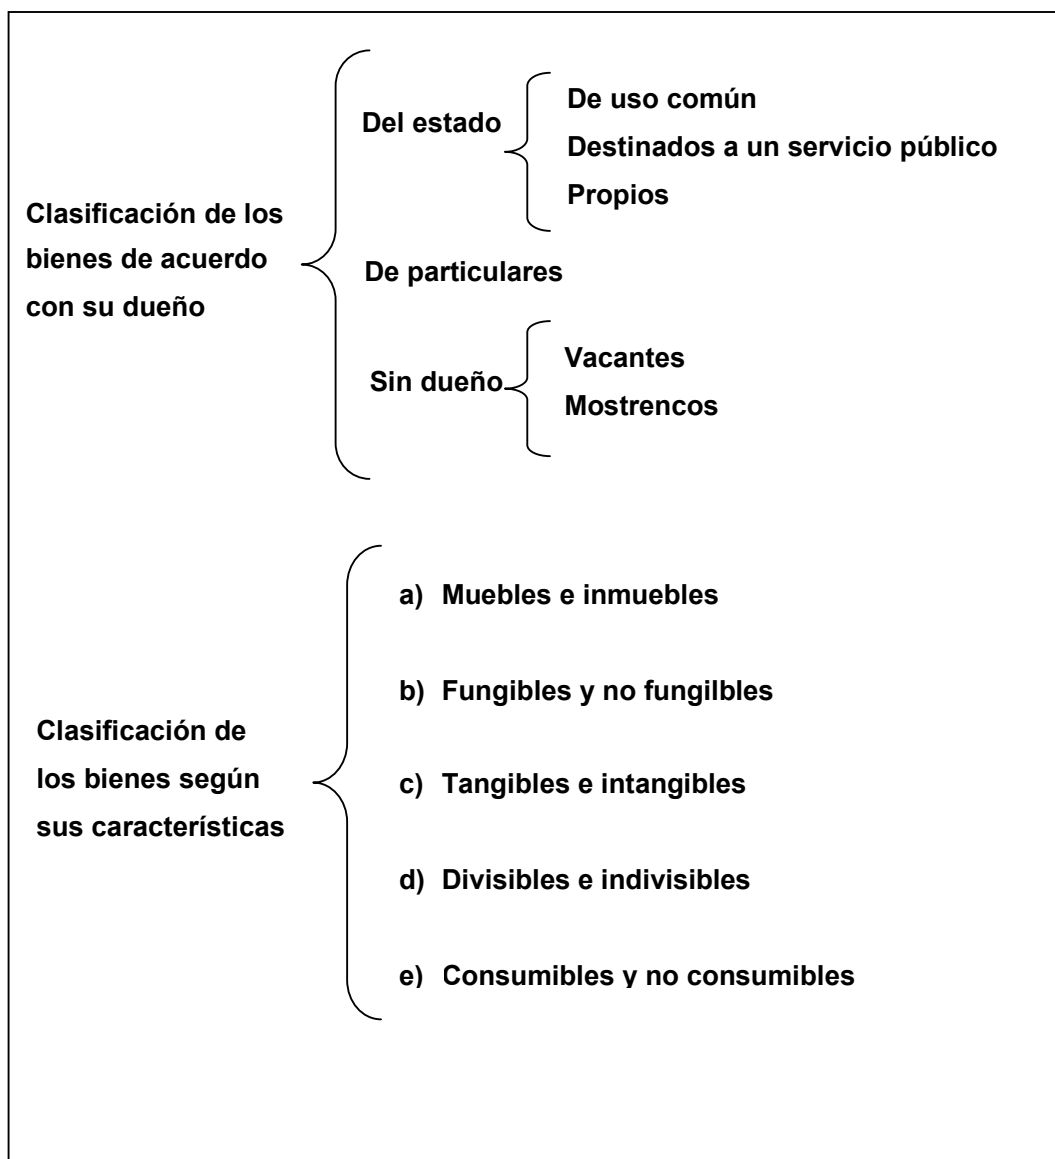 Clasificación de los
bienes de acuerdo
con su dueño
Del estado
De uso común
Destinados a un servicio público
Propios
De particulares
Sin dueño
Vacantes
Mostrencos
Clasificación de
los bienes según
sus características
a) Muebles e inmuebles
b) Fungibles y no fungilbles
c) Tangibles e intangibles
d) Divisibles e indivisibles
e) Consumibles y no consumibles